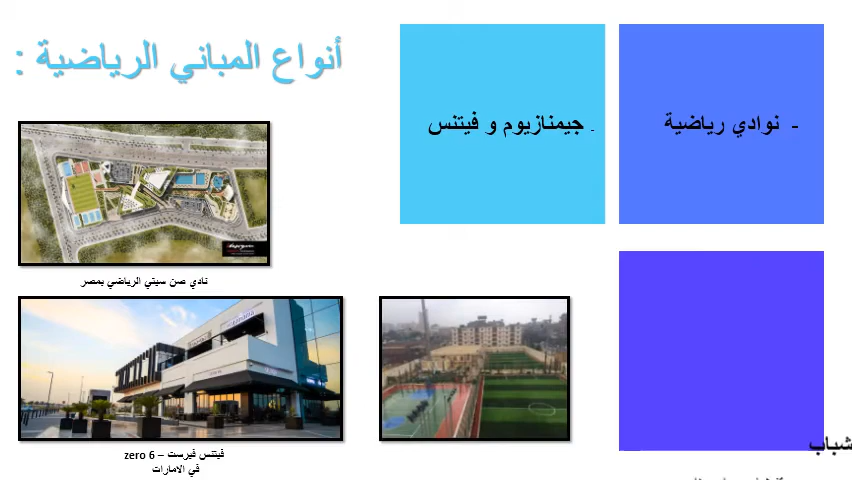 أنواع المباني الرياضية :
- نوادي رياضية
- جيمنازيوم و فيتنس
نادي صن سيتي الرياضي بمصر
فيتنس فيرست – zero 6
في الامارات
شباب